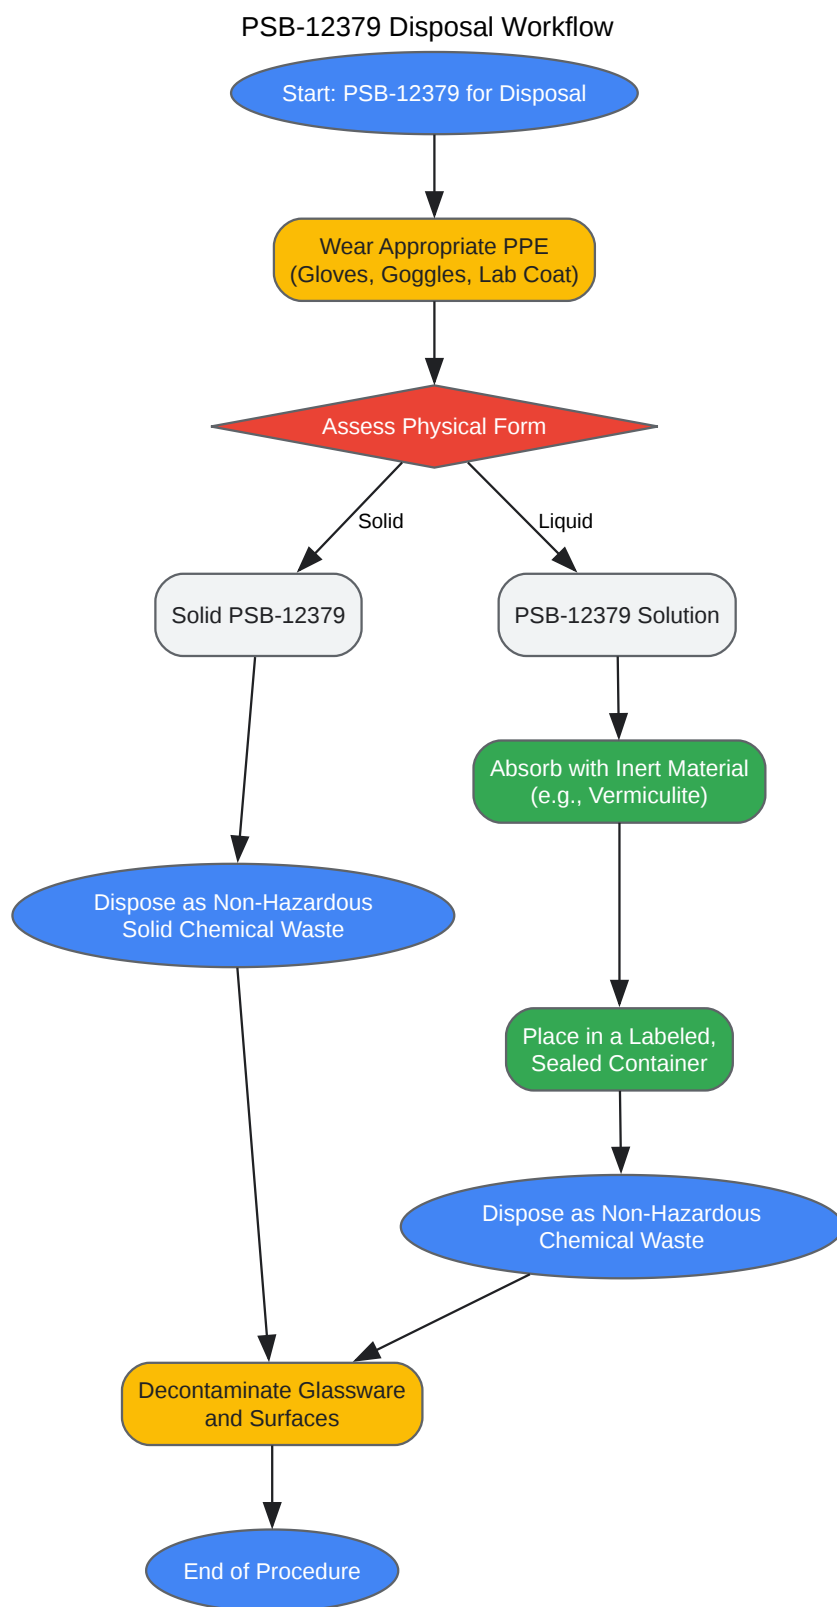 PSB-12379 Disposal Workflow
Start: PSB-12379 for Disposal
Wear Appropriate PPE
(Gloves, Goggles, Lab Coat)
Assess Physical Form
Solid
Liquid
Solid PSB-12379
PSB-12379 Solution
Absorb with Inert Material
(e.g., Vermiculite)
Dispose as Non-Hazardous
Solid Chemical Waste
Place in a Labeled,
Sealed Container
Dispose as Non-Hazardous
Chemical Waste
Decontaminate Glassware
and Surfaces
End of Procedure